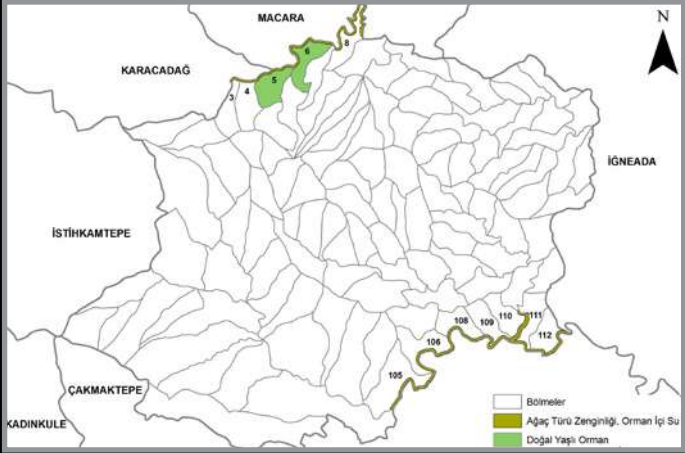 MACARA
N
8
6
KARACADAĞ
5
3
4
İĞNEADA
İSTİHKAMTEPE
110
111
108
109
106
112
105
ÇAKMAKTEPE
KADINKULE
Bölmeler
Ağaç Türü Zenginliği, Orman İçi Su
Doğal Yaşlı Orman